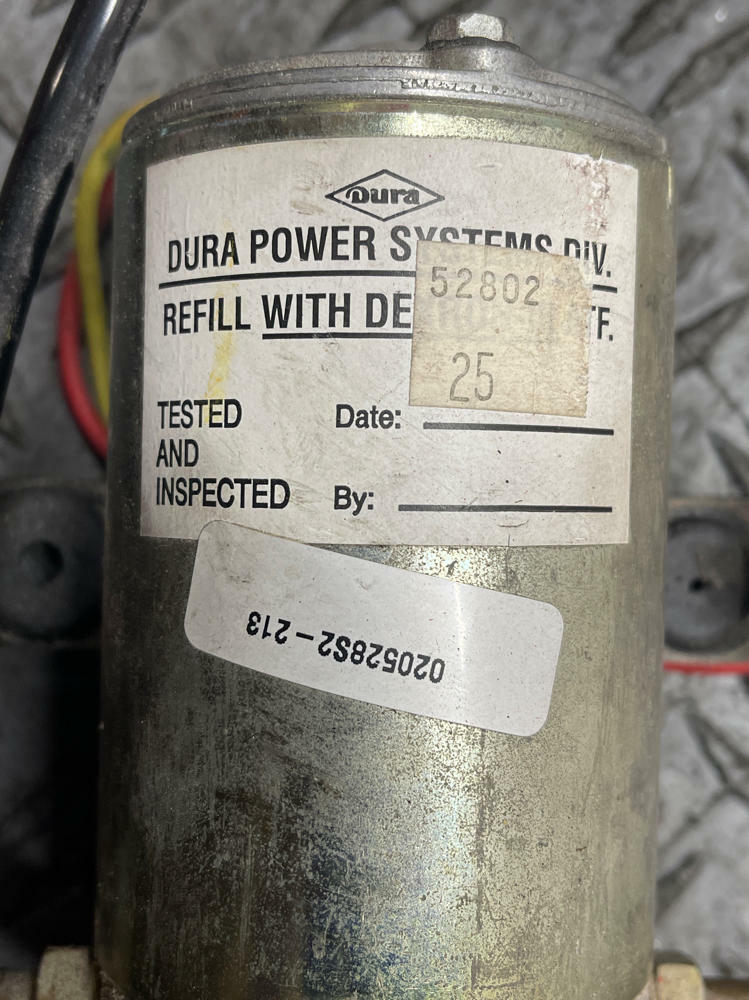 Dura
DURA POWER SYSTEMS DIV.
52802
REFILL WITH DE TF.
25
TESTED Date:
AND
INSPECTED By:
020528S2-213